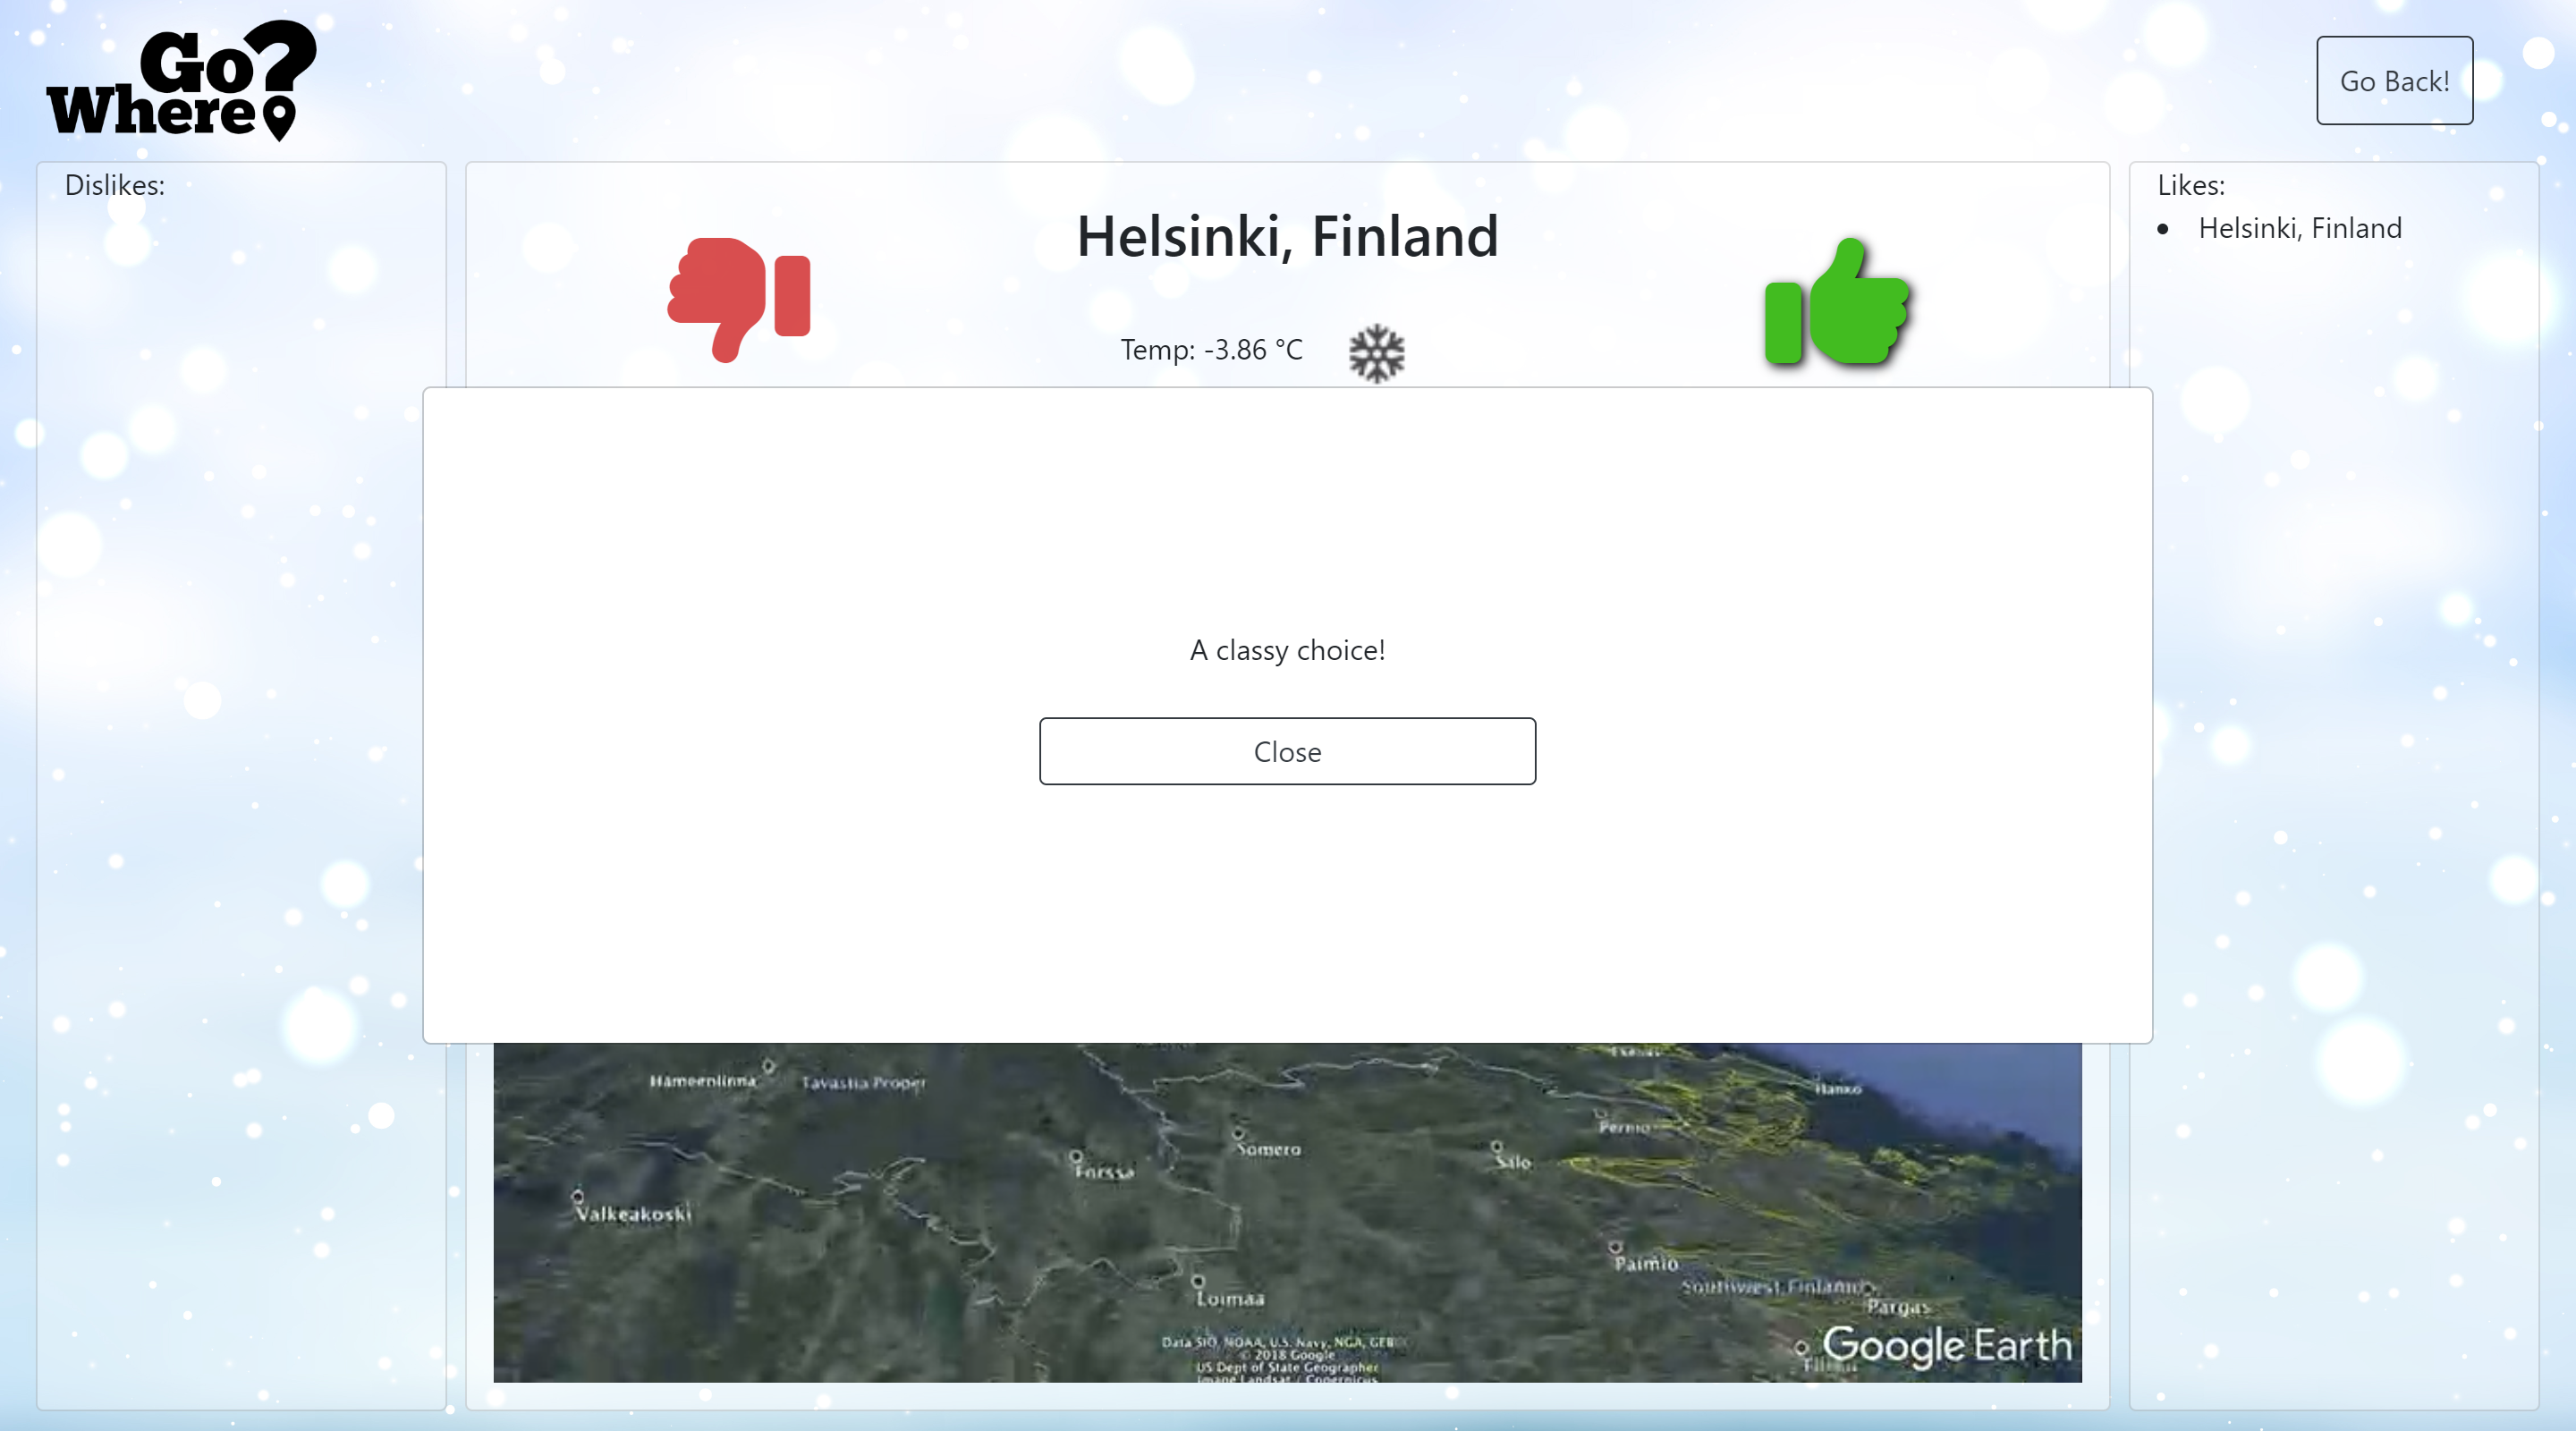 Go?
Where
Go Back!
Dislikes:
Helsinki, Finland
Temp: -3.86 °C
Likes:
Helsinki, Finland
A classy choice!
Close
Hämeenlinna
Tavastia Proper
Hanko
Pernio
Somero
Salo
Forssa
Valkeakoski
Paimio
Southwest Finland
Loimaa
Pargas
Data SIO, NOAA, U.S. Navy, NGA, GEBCO
© 2018 Google
US Dept of State Geographer
Image Landsat / Copernicus
Google Earth